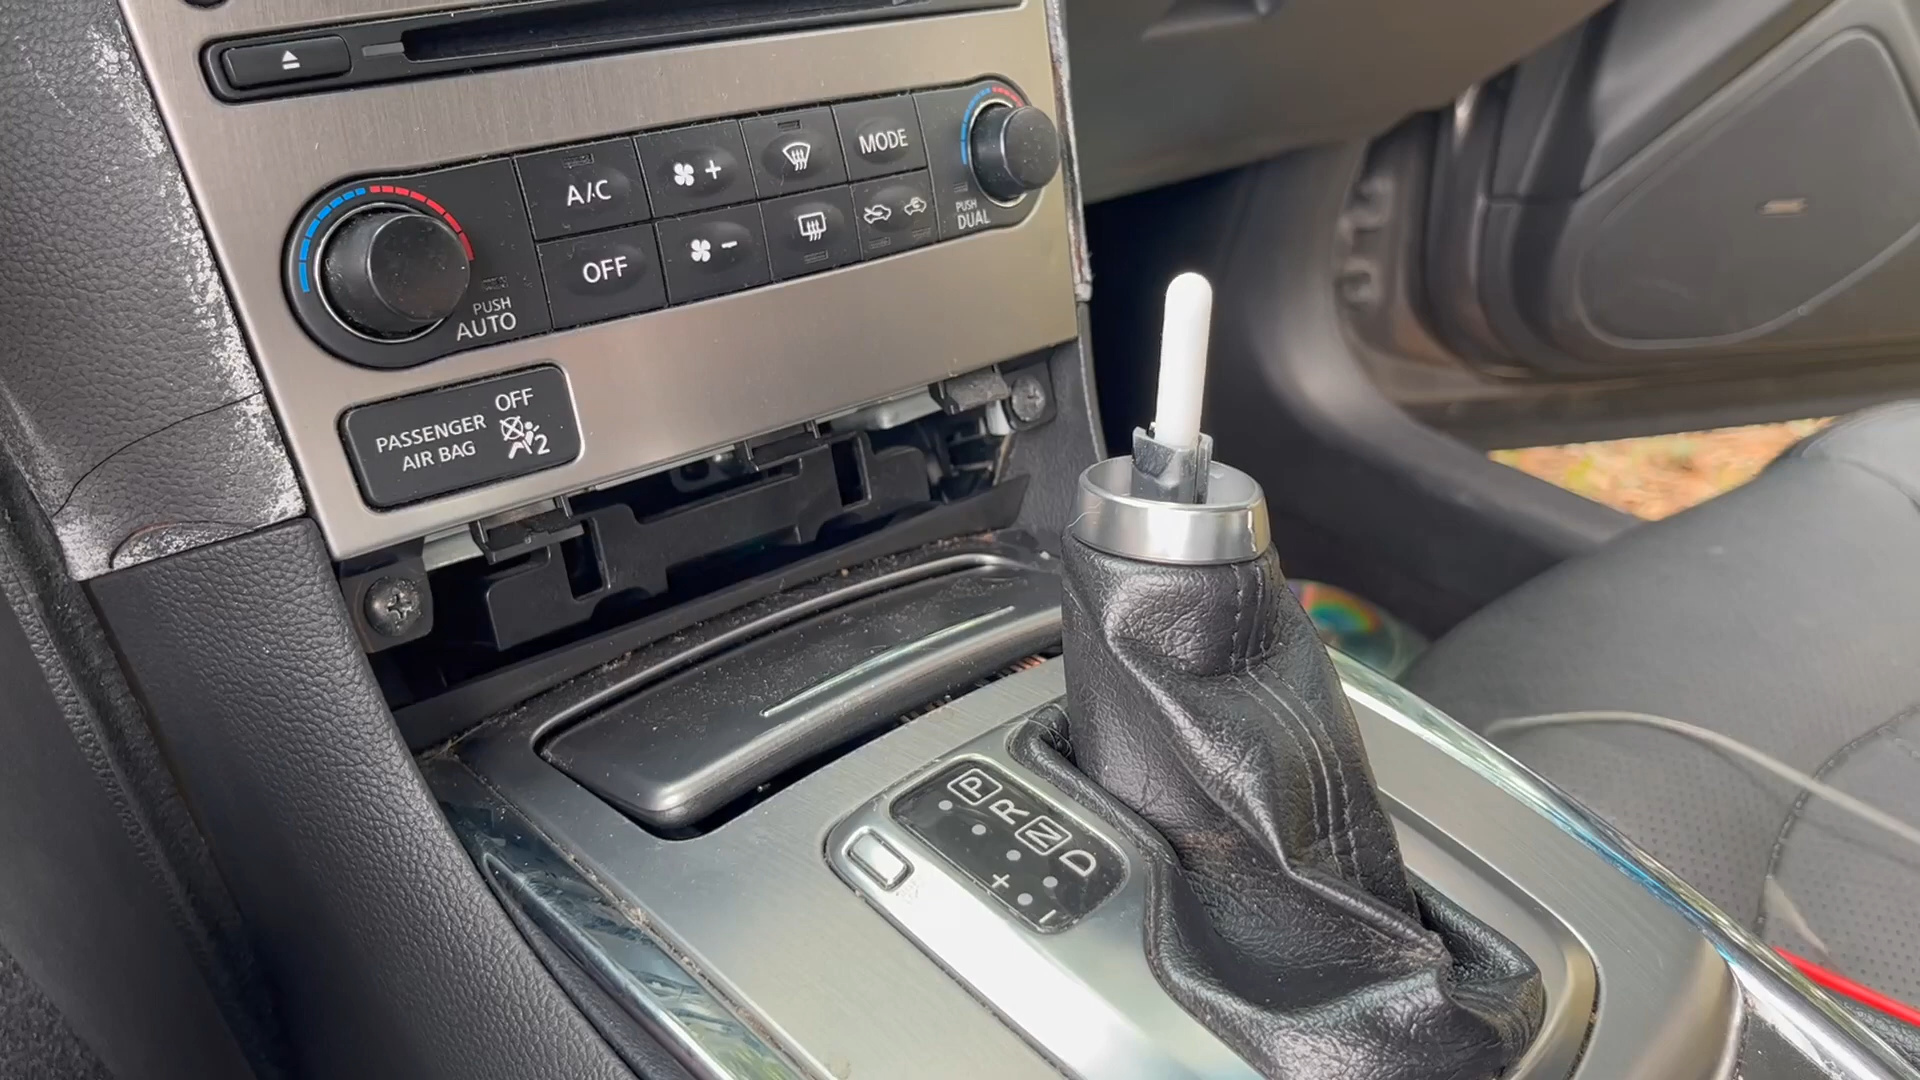 MODE
A/C
+
OFF
-
PUSH
DUAL
PUSH
AUTO
OFF
PASSENGER
AIR BAG
2
P
R
N
D
+
-